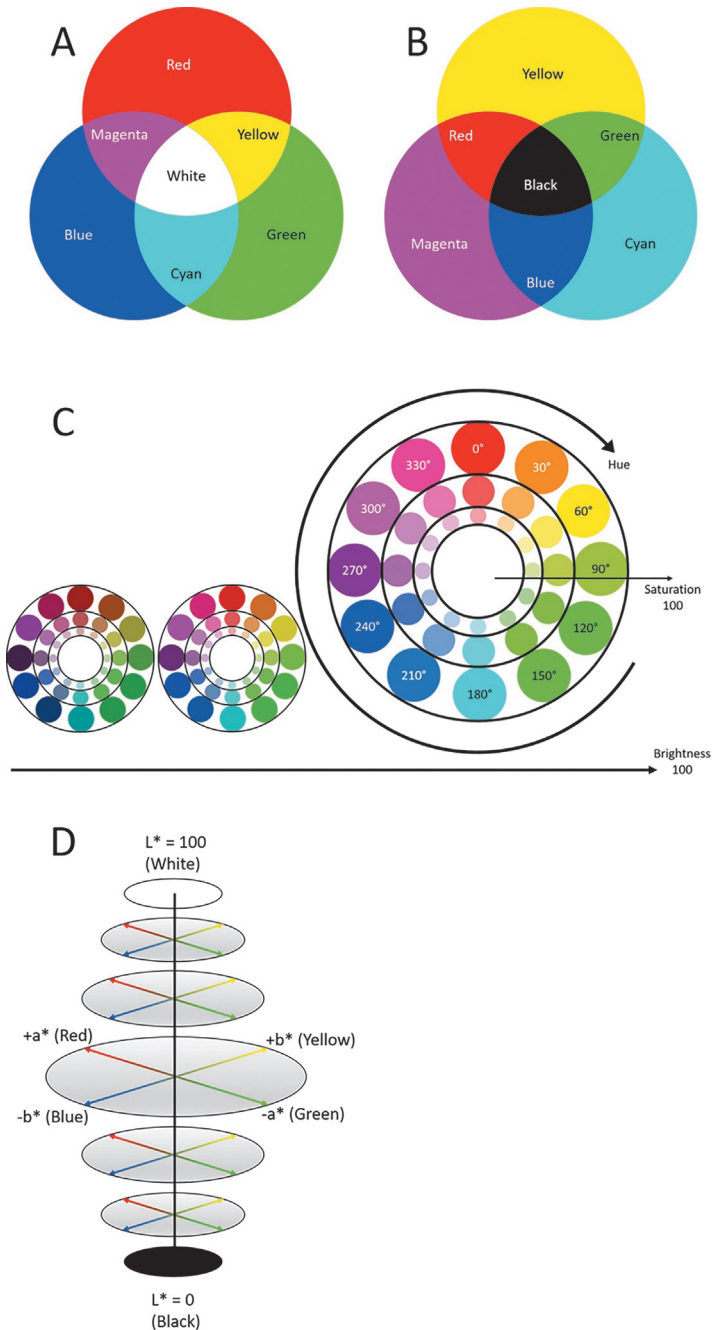 A
Red
Magenta
Yellow
White
Blue
Green
Cyan
B
Yellow
Red
Green
Black
Magenta
Cyan
Blue
C
Hue
0°
30°
60°
90°
120°
150°
180°
210°
240°
270°
300°
330°
Saturation
100
Brightness
100
D
L* = 100
(White)
+a* (Red)
+b* (Yellow)
-b* (Blue)
-a* (Green)
L* = 0
(Black)